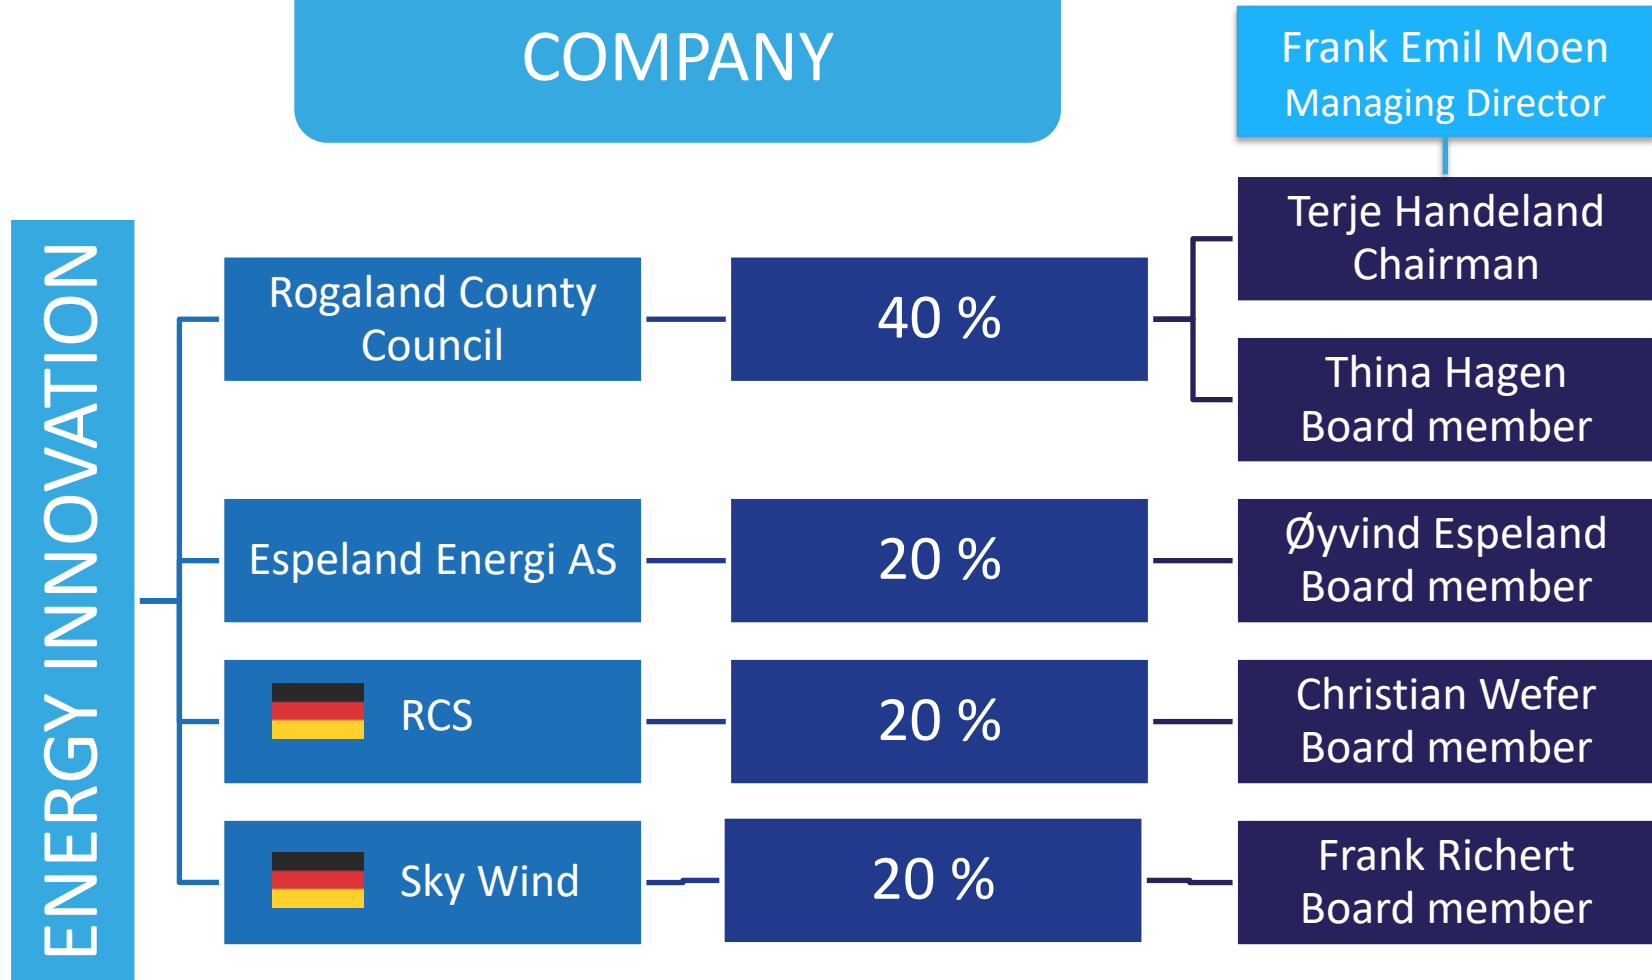 COMPANY
Frank Emil Moen
Managing Director
ENERGY INNOVATION
Rogaland County
Council
40 %
Terje Handeland
Chairman
Thina Hagen
Board member
Espeland Energi AS
20 %
Øyvind Espeland
Board member
RCS
20 %
Christian Wefer
Board member
Sky Wind
20 %
Frank Richert
Board member